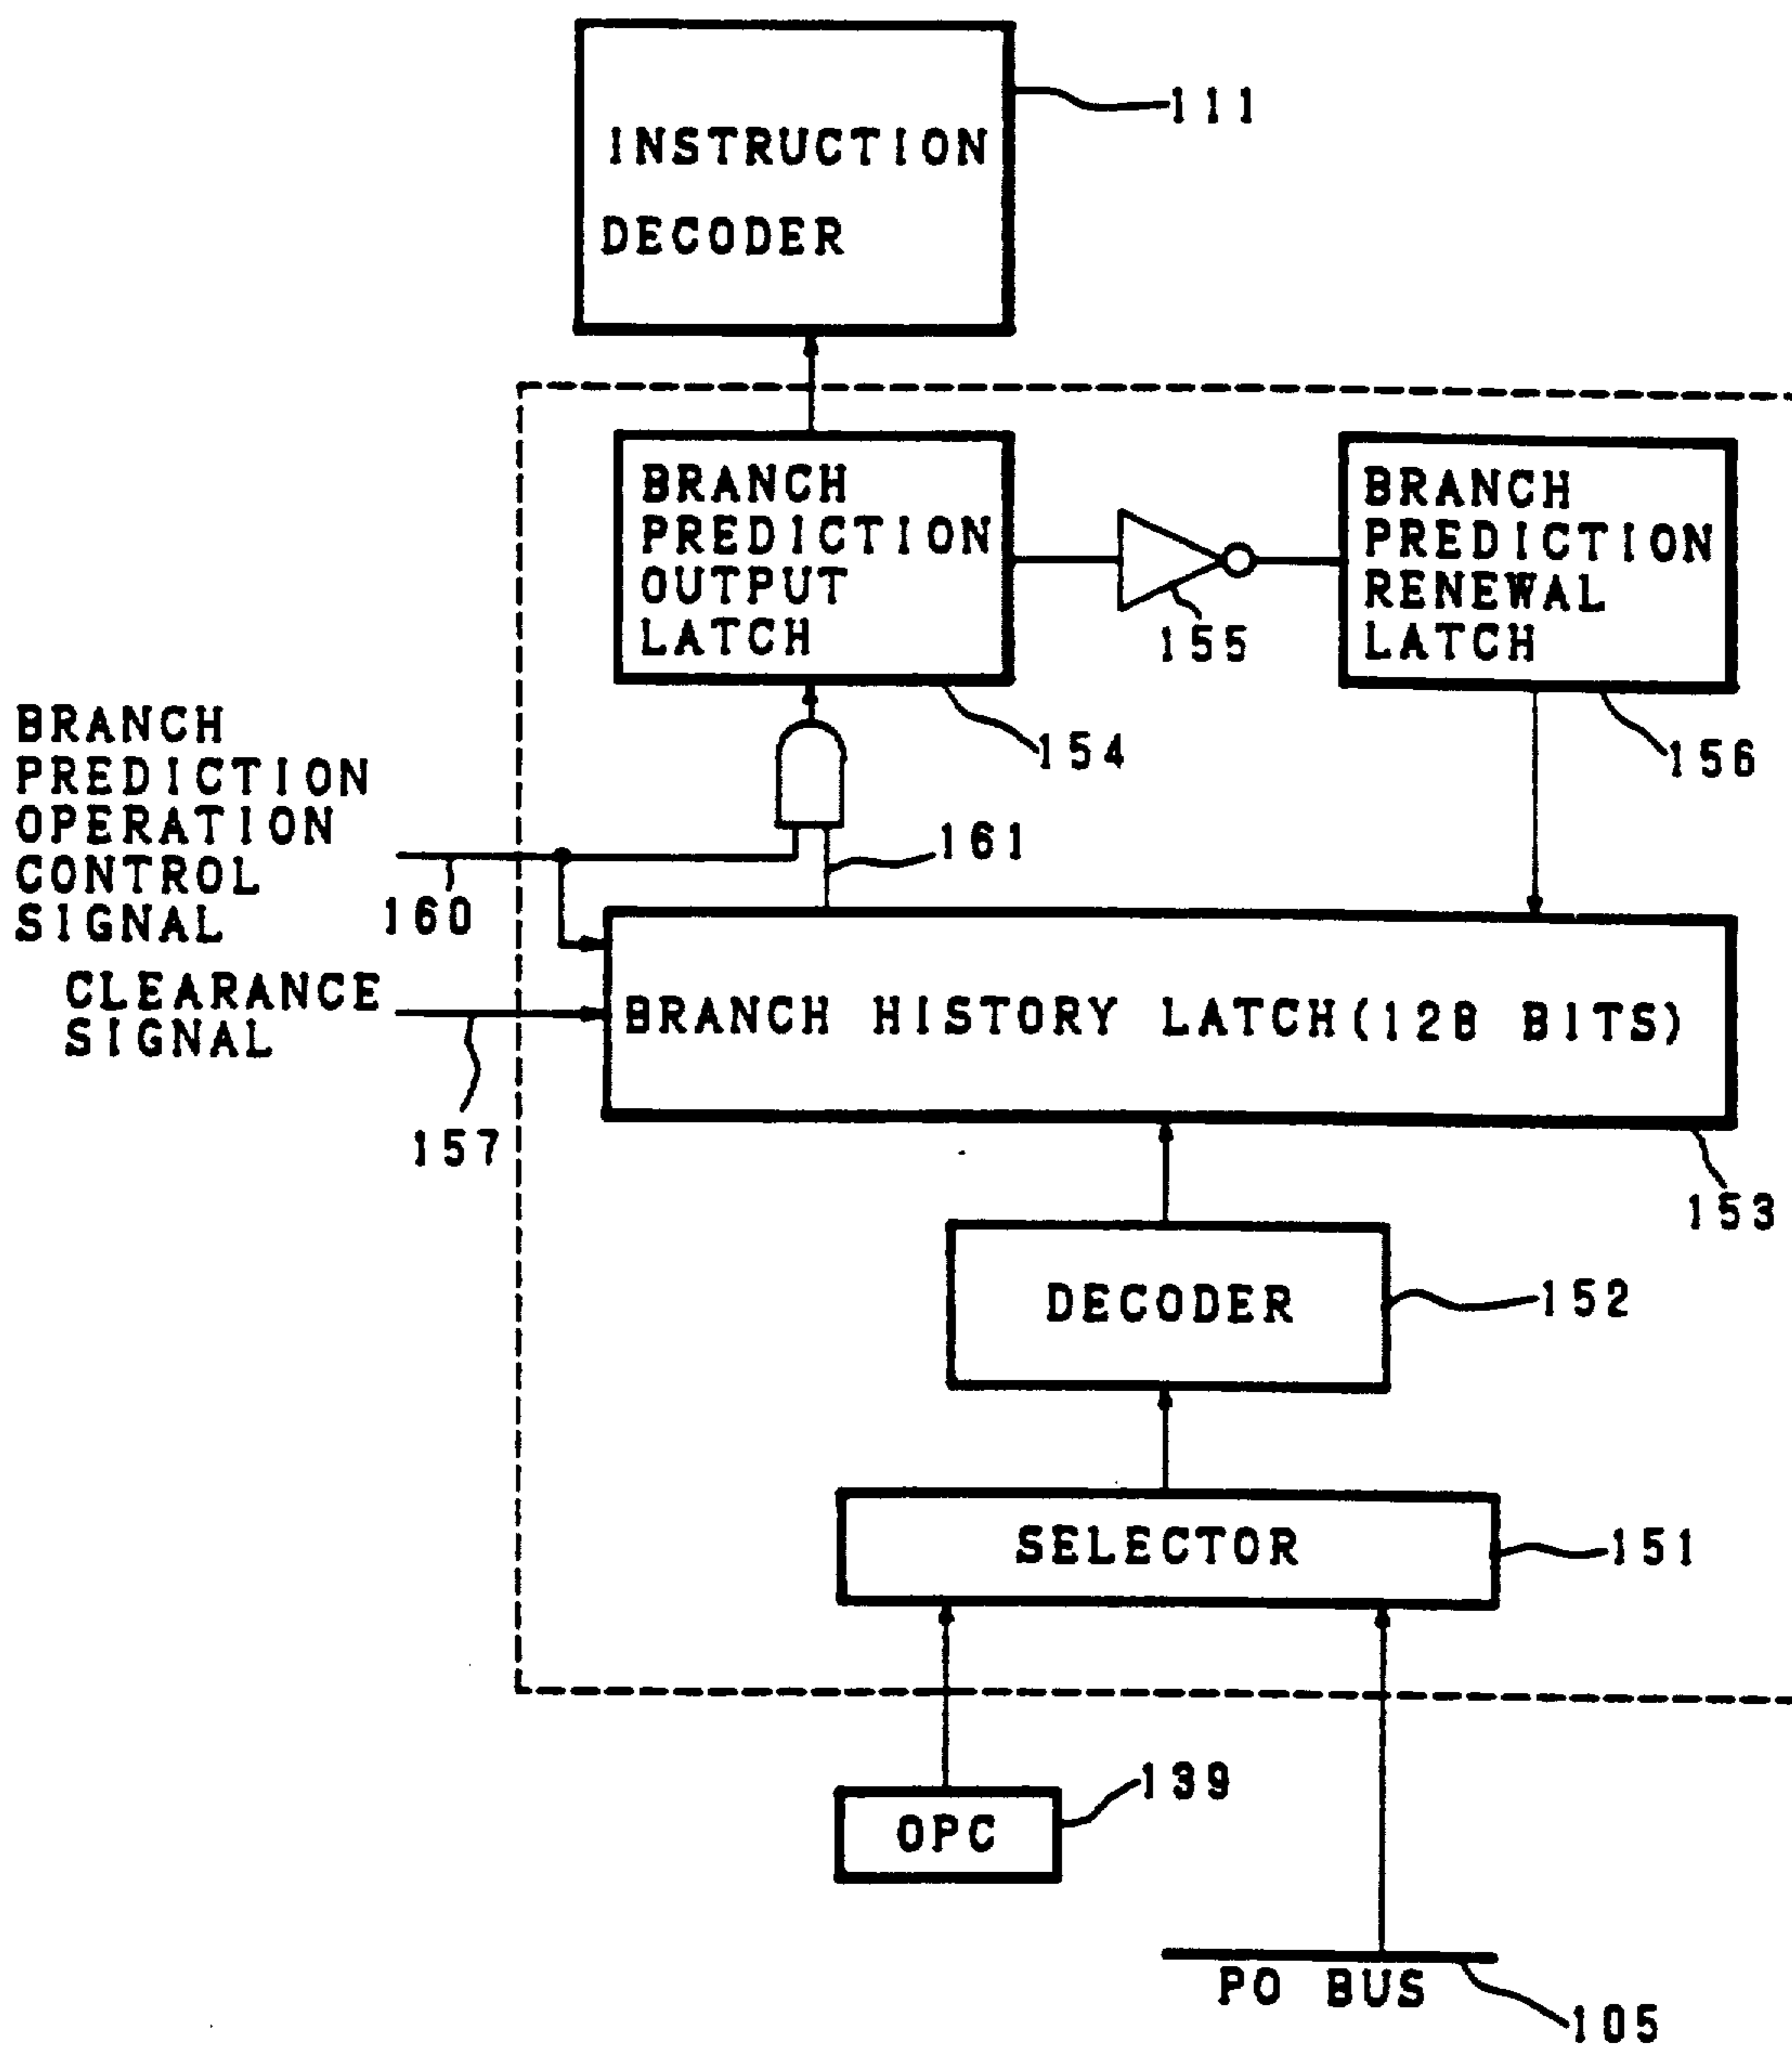 INSTRUCTION
DECODER
111
BRANCH
PREDICTION
OUTPUT
LATCH
155
BRANCH
PREDICTION
RENEWAL
LATCH
154
156
BRANCH
PREDICTION
OPERATION
CONTROL
SIGNAL
160
161
CLEARANCE
SIGNAL
157
BRANCH HISTORY LATCH(128 BITS)
153
DECODER
152
SELECTOR
151
OPC
139
PO BUS
105